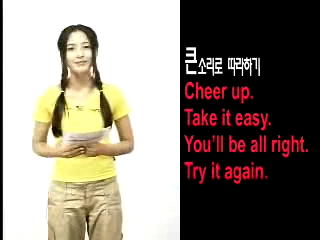 큰소리로 따라하기
Cheer up.
Take it easy.
You'll be all right.
Try it again.